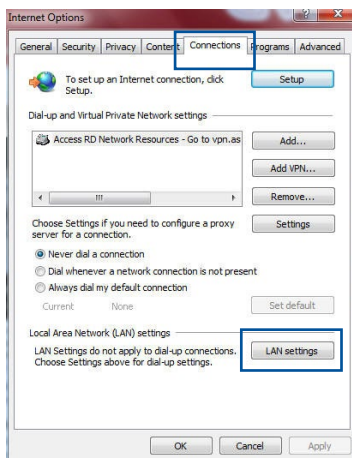 Internet Options
General Security Privacy Content Connections Programs Advanced
To set up an Internet connection, click
Setup.
Setup
Dial-up and Virtual Private Network settings
Access RD Network Resources - Go to vpn.as
Add...
Add VPN...
Remove...
Choose Settings if you need to configure a proxy
server for a connection.
Settings
Never dial a connection
Dial whenever a network connection is not present
Always dial my default connection
Current None
Set default
Local Area Network (LAN) settings
LAN Settings do not apply to dial-up connections.
Choose Settings above for dial-up settings.
LAN settings
OK Cancel Apply